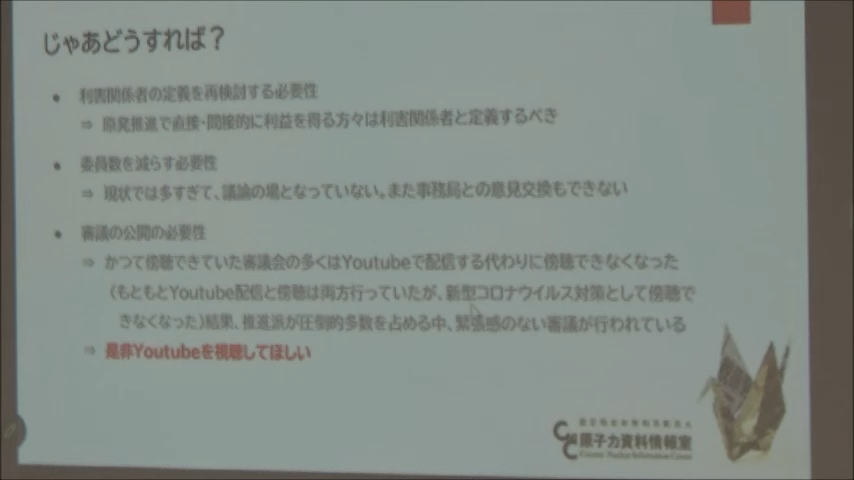 じゃあどうすれば？
• 利害関係者の定義を再検討する必要性
⇒ 原発推進で直接・間接的に利益を得る方々は利害関係者と定義するべき
• 委員数を減らす必要性
⇒ 現状では多すぎて、議論の場となっていない。また事務局との意見交換もできない
• 審議の公開の必要性
⇒ かつて傍聴できていた審議会の多くはYoutubeで配信する代わりに傍聴できなくなった
（もともとYoutube配信と傍聴は両方行っていたが、新型コロナウイルス対策として傍聴で
きなくなった）結果、推進派が圧倒的多数を占める中、緊張感のない審議が行われている
⇒ 是非Youtubeを視聴してほしい
認定特定非営利活動法人
CNIC 原子力資料情報室
Citizens' Nuclear Information Center